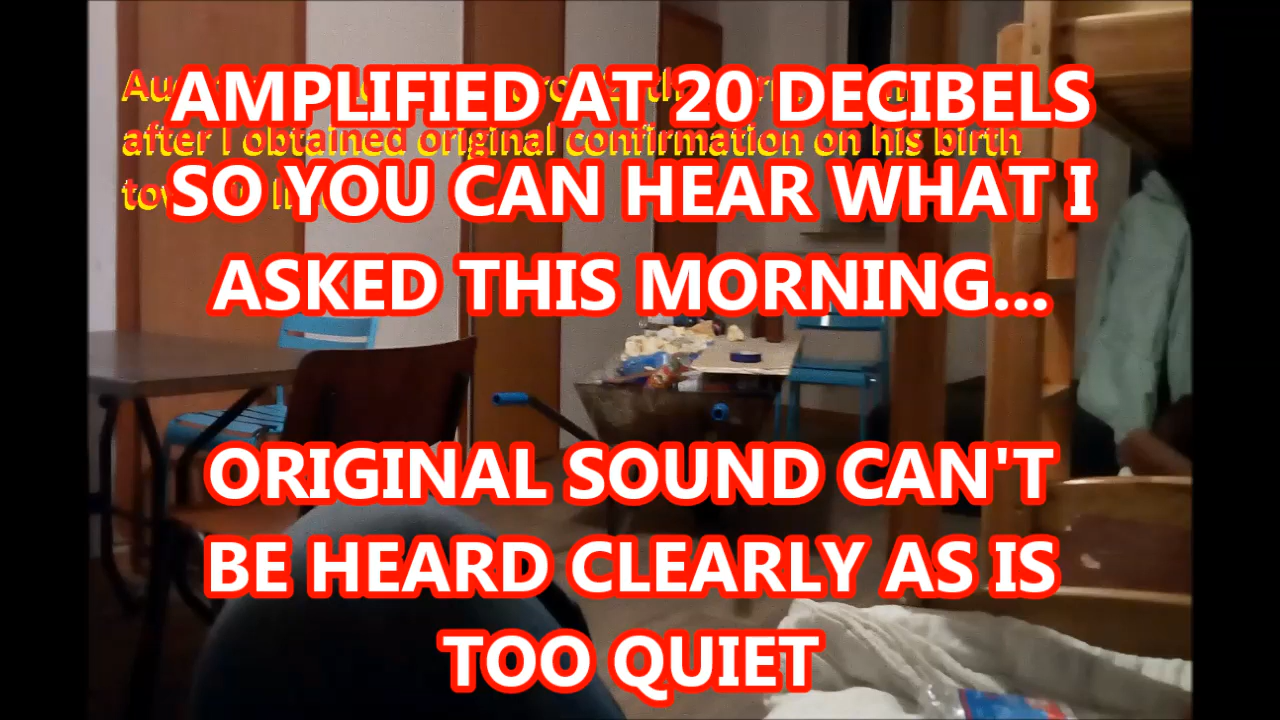 AMPLIFIED AT 20 DECIBELS
after I obtained original confirmation on his birth
SO YOU CAN HEAR WHAT I
ASKED THIS MORNING...
ORIGINAL SOUND CAN'T
BE HEARD CLEARLY AS IS
TOO QUIET